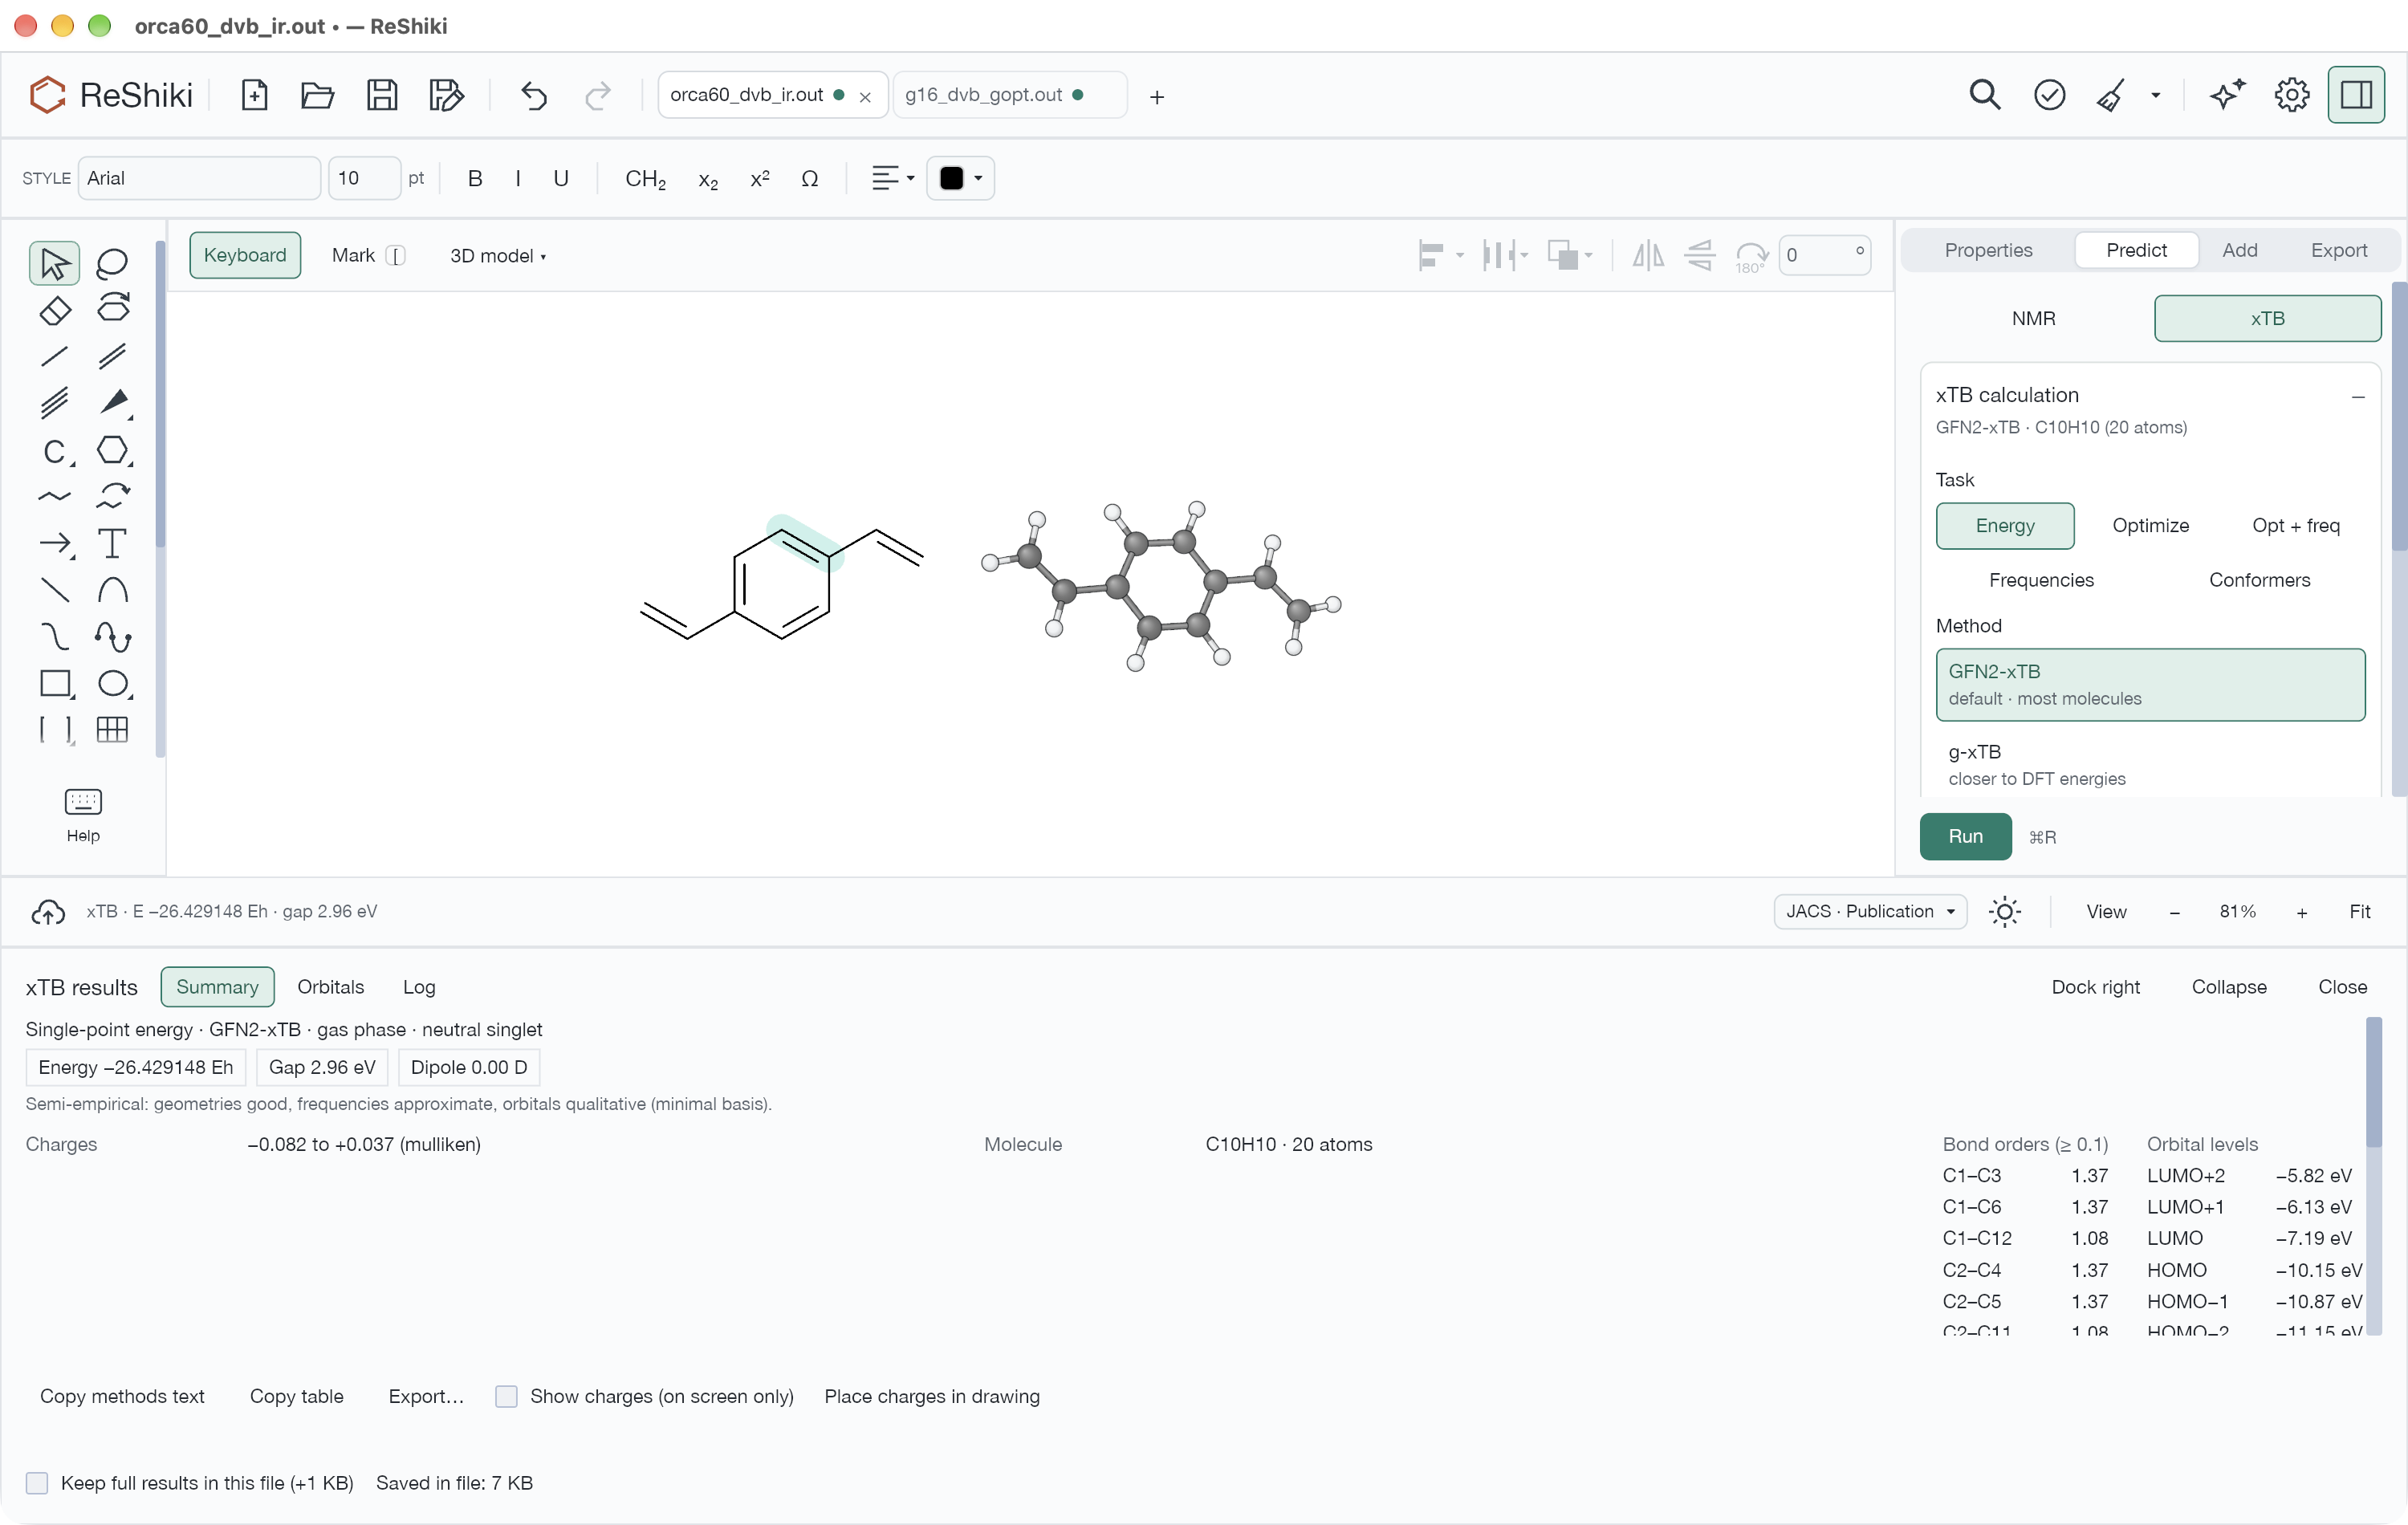 orca60_dvb_ir.out • — ReShiki
ReShiki
orca60_dvb_ir.out
g16_dvb_gopt.out
STYLE Arial 10 pt B I U CH₂ x₂ x² Ω
Keyboard Mark [ 3D model
180° 0 °
Properties Predict Add Export
NMR xTB
xTB calculation
GFN2-xTB · C10H10 (20 atoms)
Task
Energy Optimize Opt + freq
Frequencies Conformers
Method
GFN2-xTB
default · most molecules
g-xTB
closer to DFT energies
Run ⌘R
C
T
Help
xTB · E −26.429148 Eh · gap 2.96 eV
JACS · Publication View − 81% + Fit
xTB results Summary Orbitals Log Dock right Collapse Close
Single-point energy · GFN2-xTB · gas phase · neutral singlet
Energy −26.429148 Eh Gap 2.96 eV Dipole 0.00 D
Semi-empirical: geometries good, frequencies approximate, orbitals qualitative (minimal basis).
Charges −0.082 to +0.037 (mulliken) Molecule C10H10 · 20 atoms
Bond orders (≥ 0.1) Orbital levels
C1–C3 1.37 LUMO+2 −5.82 eV
C1–C6 1.37 LUMO+1 −6.13 eV
C1–C12 1.08 LUMO −7.19 eV
C2–C4 1.37 HOMO −10.15 eV
C2–C5 1.37 HOMO−1 −10.87 eV
C2–C11 1.08 HOMO−2 −11.15 eV
Copy methods text Copy table Export… Show charges (on screen only) Place charges in drawing
Keep full results in this file (+1 KB) Saved in file: 7 KB